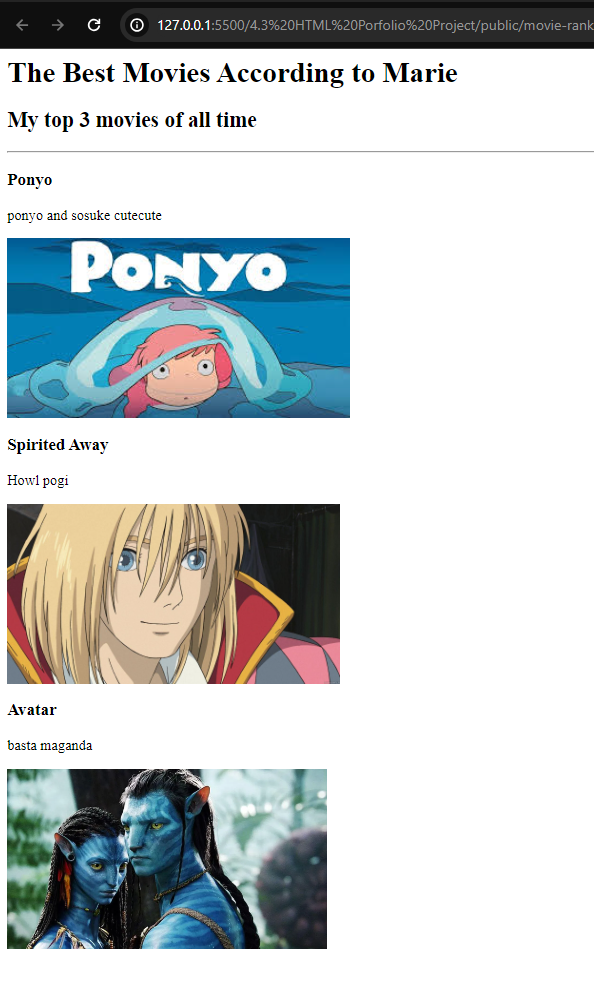 127.0.0.1:5500/4.3%20HTML%20Porfolio%20Project/public/movie-rank
The Best Movies According to Marie
My top 3 movies of all time
Ponyo
ponyo and sosuke cutecute
PONYO
Spirited Away
Howl pogi
Avatar
basta maganda